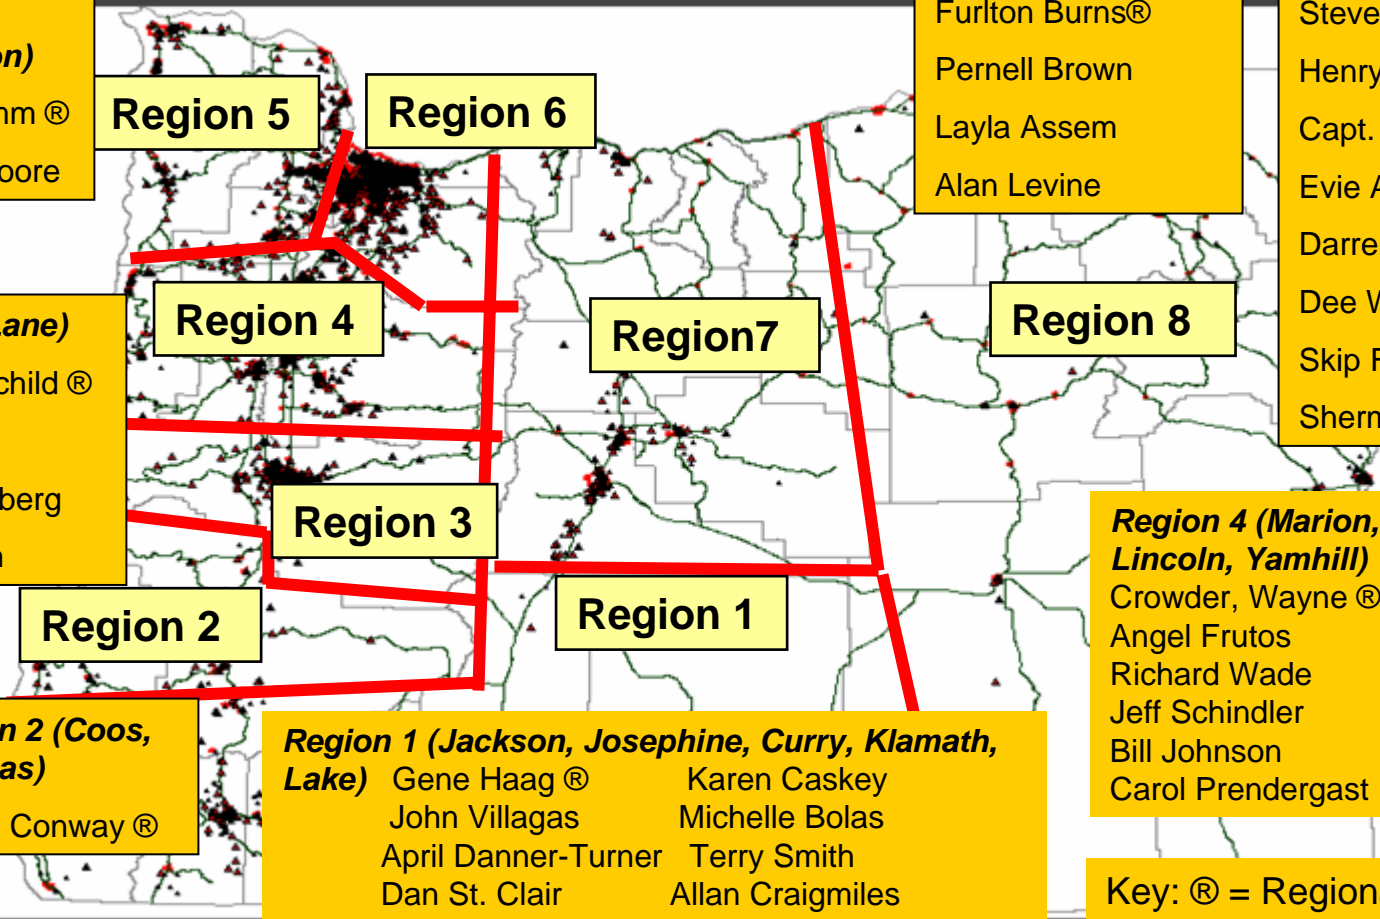 on)
mm ®
oore
Region 5
Region 6
Furlton Burns®
Pernell Brown
Layla Assem
Alan Levine
Steve
Henry
Capt.
Evie A
Darre
Dee W
Skip F
Sherm
Region 4
Region7
Region 8
ane)
child ®
berg
n
Region 3
Region 2
Region 1
n 2 (Coos,
as)
Conway ®
Region 1 (Jackson, Josephine, Curry, Klamath,
Lake) Gene Haag ® Karen Caskey
John Villagas Michelle Bolas
April Danner-Turner Terry Smith
Dan St. Clair Allan Craigmiles
Region 4 (Marion,
Lincoln, Yamhill)
Crowder, Wayne ®
Angel Frutos
Richard Wade
Jeff Schindler
Bill Johnson
Carol Prendergast
Key: ® = Region